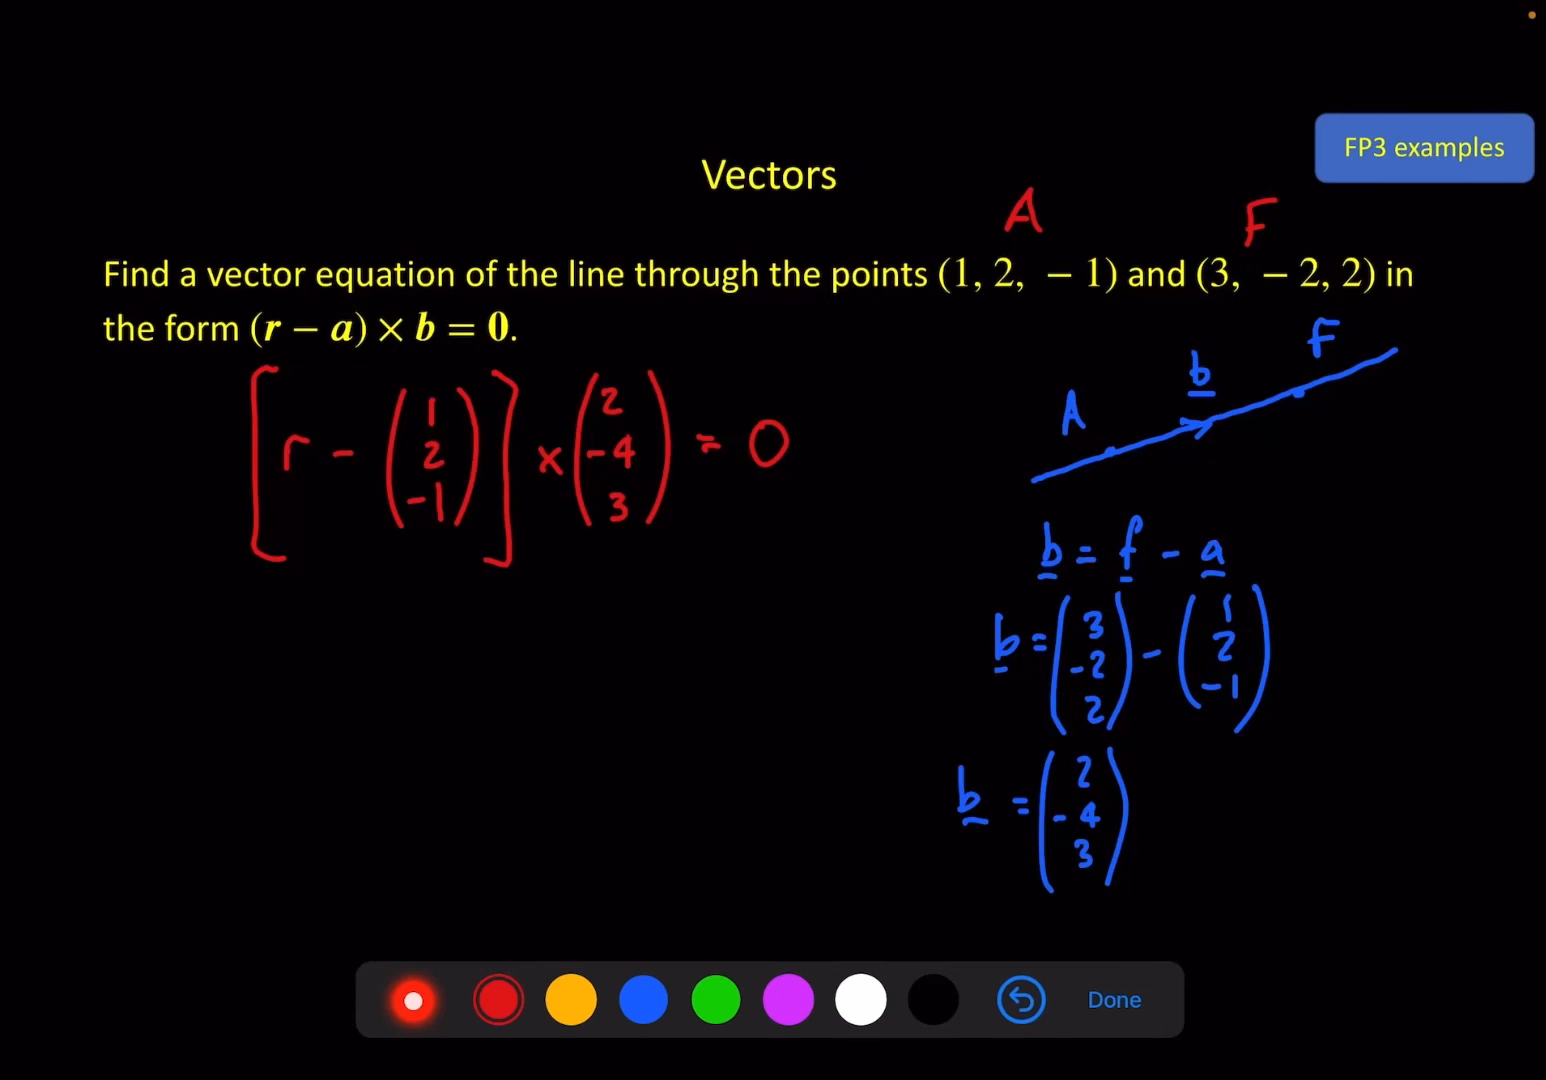 FP3 examples
Vectors
A F
Find a vector equation of the line through the points (1, 2, − 1) and (3, − 2, 2) in
the form (r − a) × b = 0.
A b F
[r - (1 2 -1)] × (2 -4 3) = 0
b = f - a
b = (3 -2 2) - (1 2 -1)
b = (2 -4 3)
Done